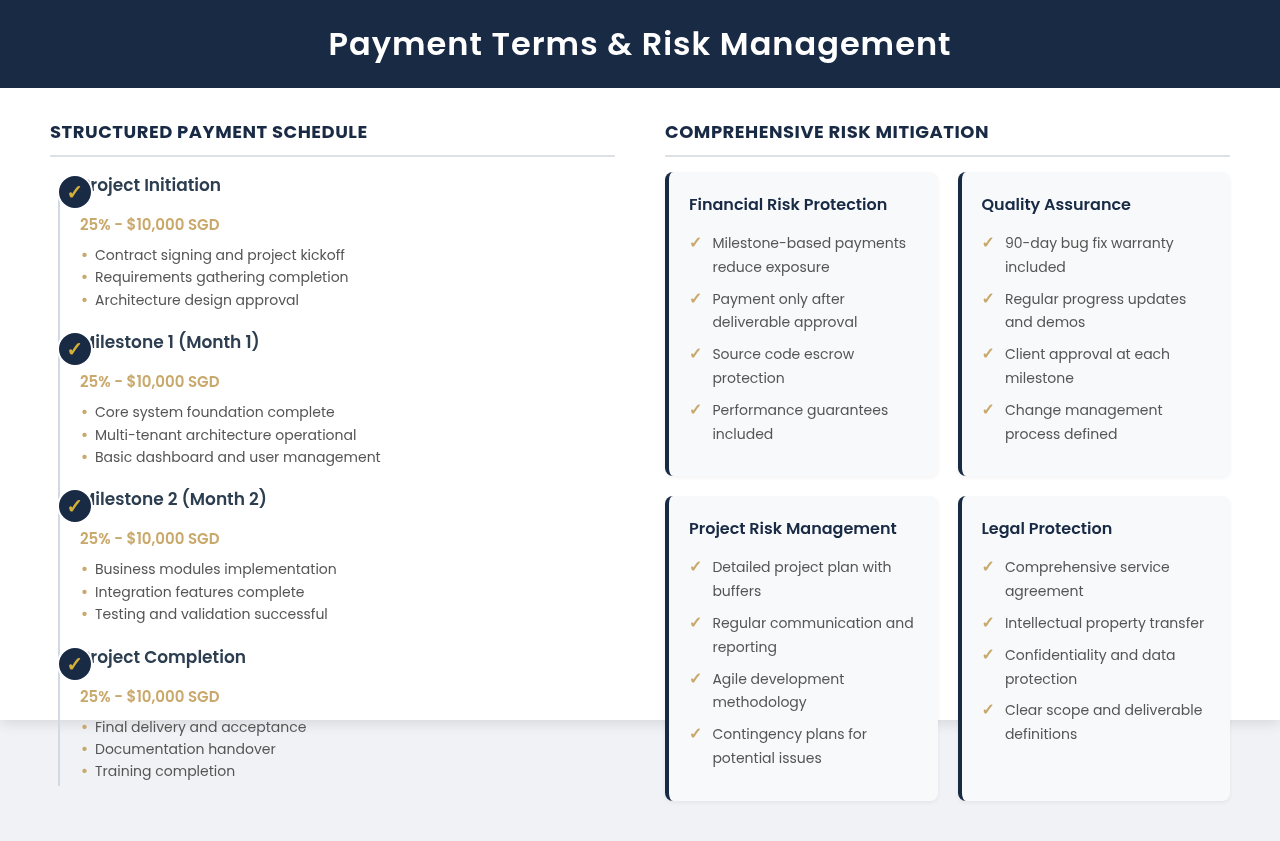 Payment Terms & Risk Management
STRUCTURED PAYMENT SCHEDULE
✓ roject Initiation
25% - $10,000 SGD
• Contract signing and project kickoff
• Requirements gathering completion
• Architecture design approval
✓ Milestone 1 (Month 1)
25% - $10,000 SGD
• Core system foundation complete
• Multi-tenant architecture operational
• Basic dashboard and user management
✓ Milestone 2 (Month 2)
25% - $10,000 SGD
• Business modules implementation
• Integration features complete
• Testing and validation successful
✓ roject Completion
25% - $10,000 SGD
• Final delivery and acceptance
• Documentation handover
• Training completion
COMPREHENSIVE RISK MITIGATION
Financial Risk Protection
✓ Milestone-based payments
reduce exposure
✓ Payment only after
deliverable approval
✓ Source code escrow
protection
✓ Performance guarantees
included
Quality Assurance
✓ 90-day bug fix warranty
included
✓ Regular progress updates
and demos
✓ Client approval at each
milestone
✓ Change management
process defined
Project Risk Management
✓ Detailed project plan with
buffers
✓ Regular communication and
reporting
✓ Agile development
methodology
✓ Contingency plans for
potential issues
Legal Protection
✓ Comprehensive service
agreement
✓ Intellectual property transfer
✓ Confidentiality and data
protection
✓ Clear scope and deliverable
definitions